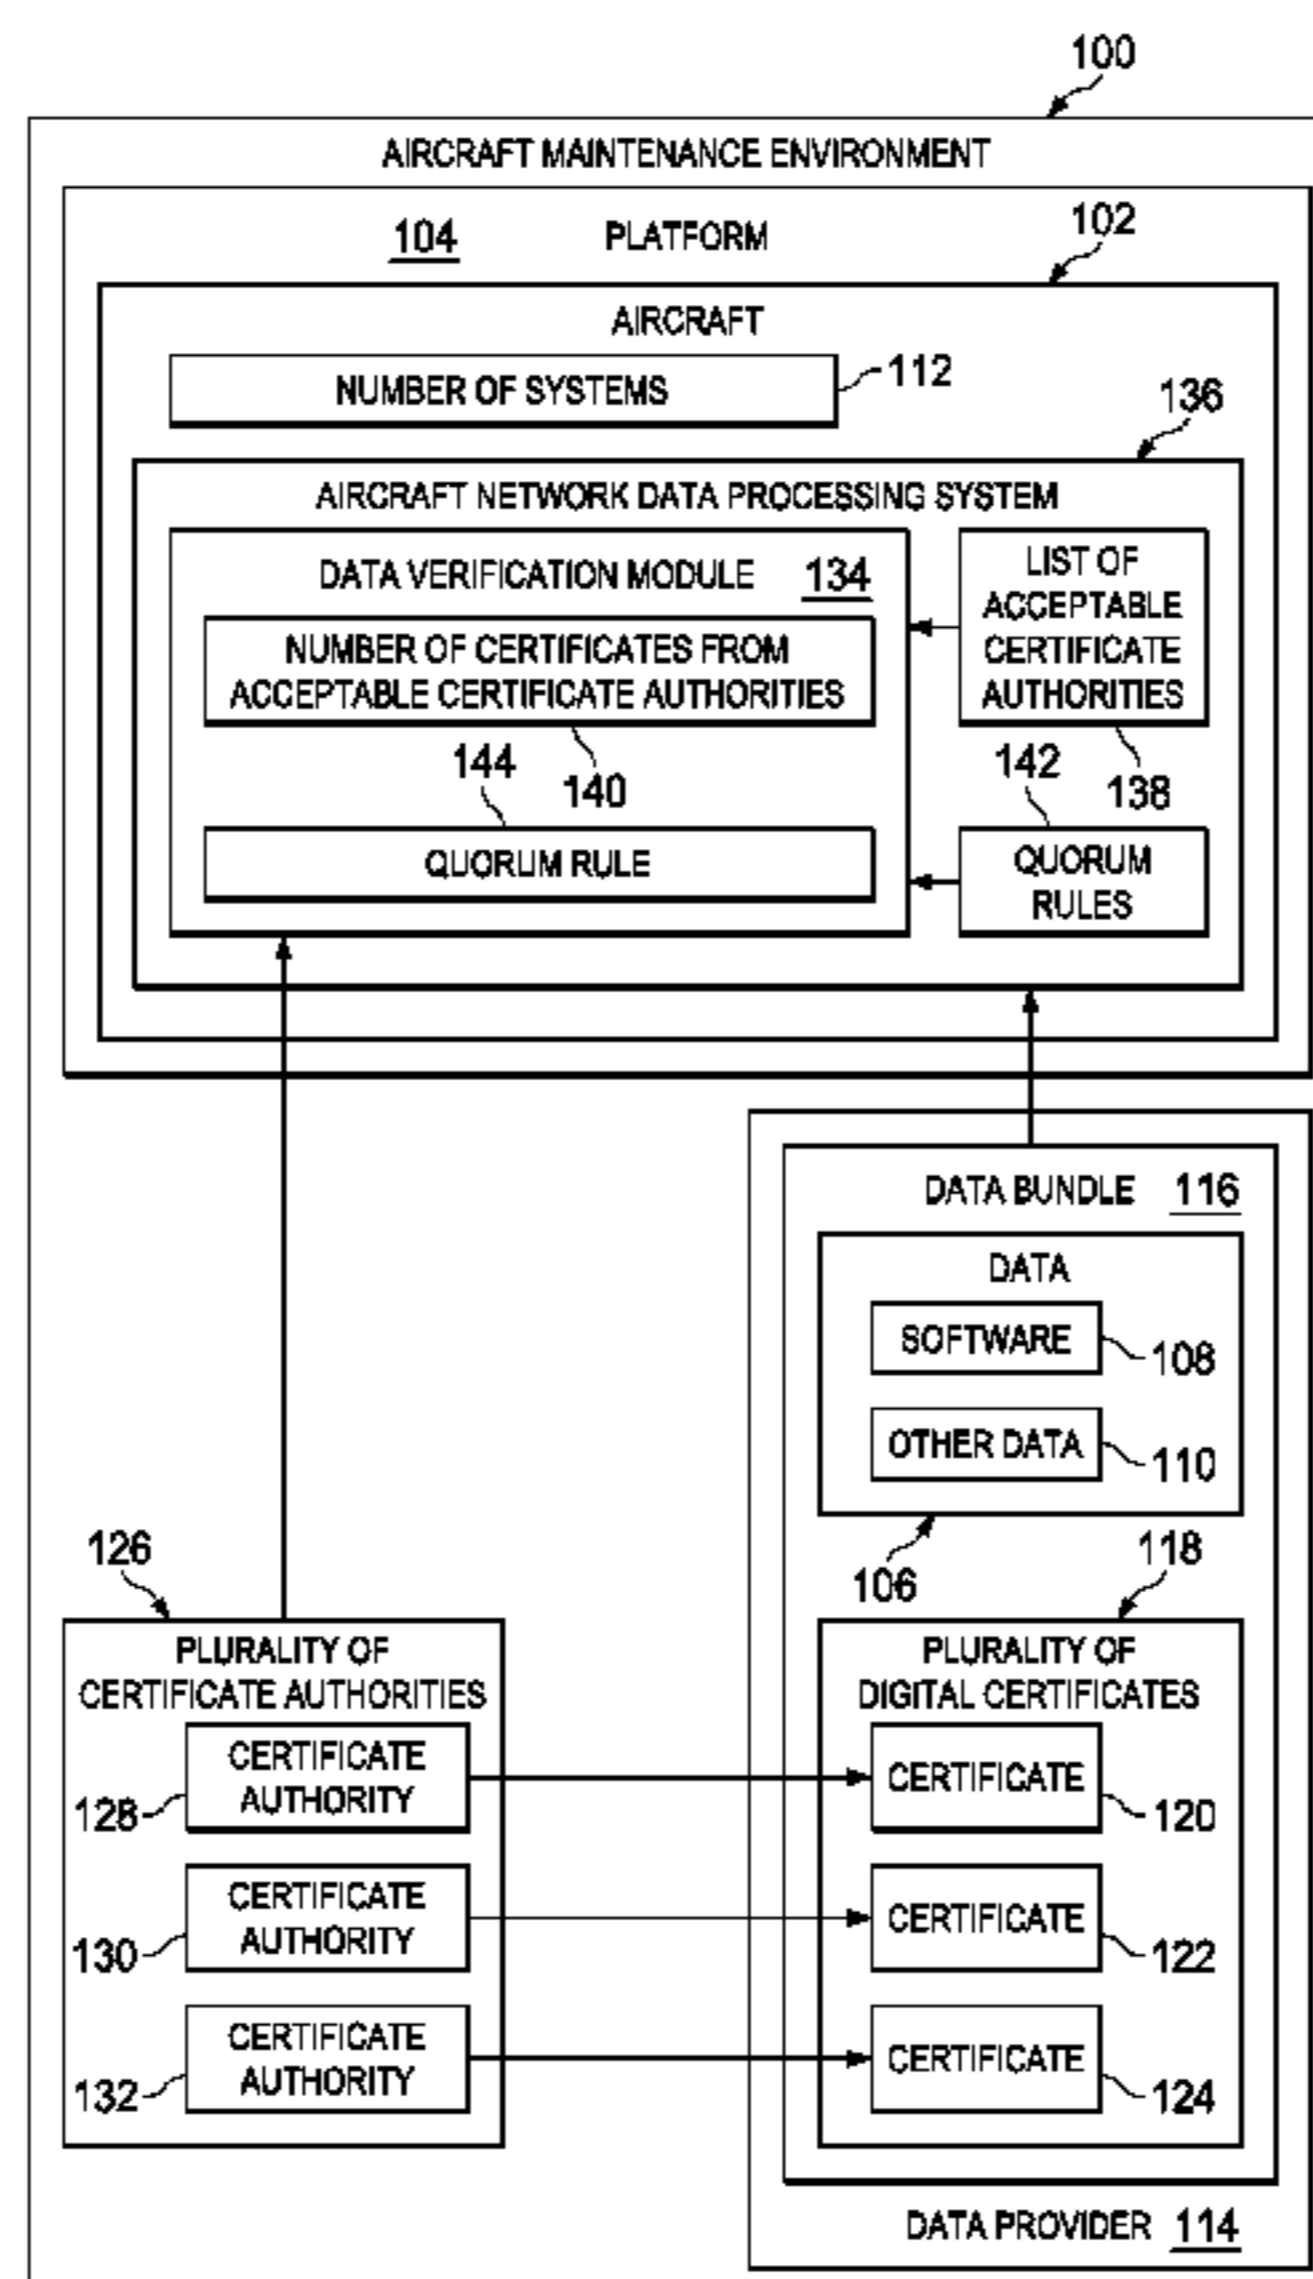 100
AIRCRAFT MAINTENANCE ENVIRONMENT
104 PLATFORM
102
AIRCRAFT
NUMBER OF SYSTEMS
112
136
AIRCRAFT NETWORK DATA PROCESSING SYSTEM
DATA VERIFICATION MODULE 134
NUMBER OF CERTIFICATES FROM
ACCEPTABLE CERTIFICATE AUTHORITIES
140
LIST OF
ACCEPTABLE
CERTIFICATE
AUTHORITIES
138
144
QUORUM RULE
142
QUORUM
RULES
DATA BUNDLE 116
DATA
SOFTWARE
108
OTHER DATA
110
106
126
PLURALITY OF
CERTIFICATE AUTHORITIES
CERTIFICATE
AUTHORITY
128
CERTIFICATE
AUTHORITY
130
CERTIFICATE
AUTHORITY
132
118
PLURALITY OF
DIGITAL CERTIFICATES
CERTIFICATE
120
CERTIFICATE
122
CERTIFICATE
124
DATA PROVIDER 114